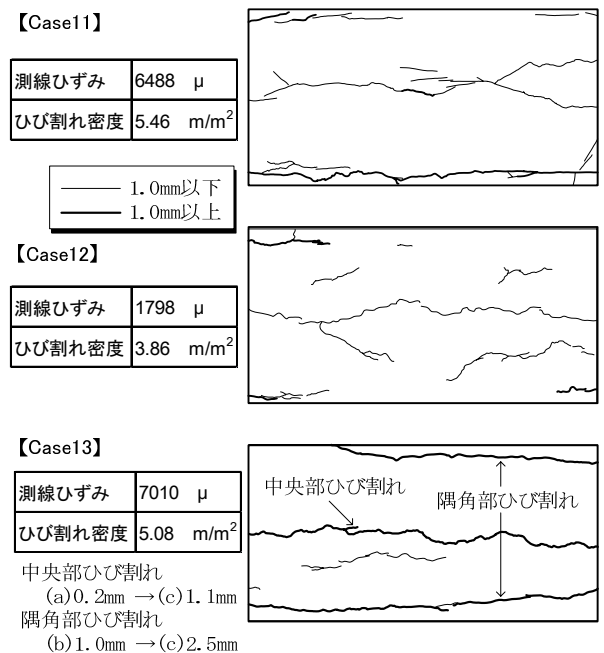 【Case11】
測線ひずみ 6488 μ
ひび割れ密度 5.46 m/m²
1.0mm以下
1.0mm以上
【Case12】
測線ひずみ 1798 μ
ひび割れ密度 3.86 m/m²
【Case13】
測線ひずみ 7010 μ
ひび割れ密度 5.08 m/m²
中央部ひび割れ
隅角部ひび割れ
中央部ひび割れ
(a)0.2mm →(c)1.1mm
隅角部ひび割れ
(b)1.0mm →(c)2.5mm